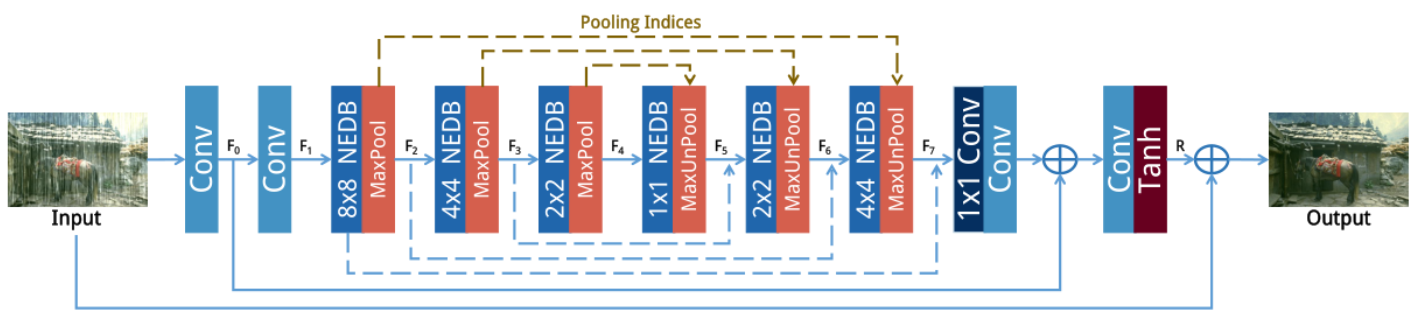 Pooling Indices
Input
Conv
F0
Conv
F1
8x8 NEDB
MaxPool
F2
4x4 NEDB
MaxPool
F3
2x2 NEDB
MaxPool
F4
1x1 NEDB
MaxUnPool
F5
2x2 NEDB
MaxUnPool
F6
4x4 NEDB
MaxUnPool
F7
1x1 Conv
Conv
Conv
Tanh
R
Output